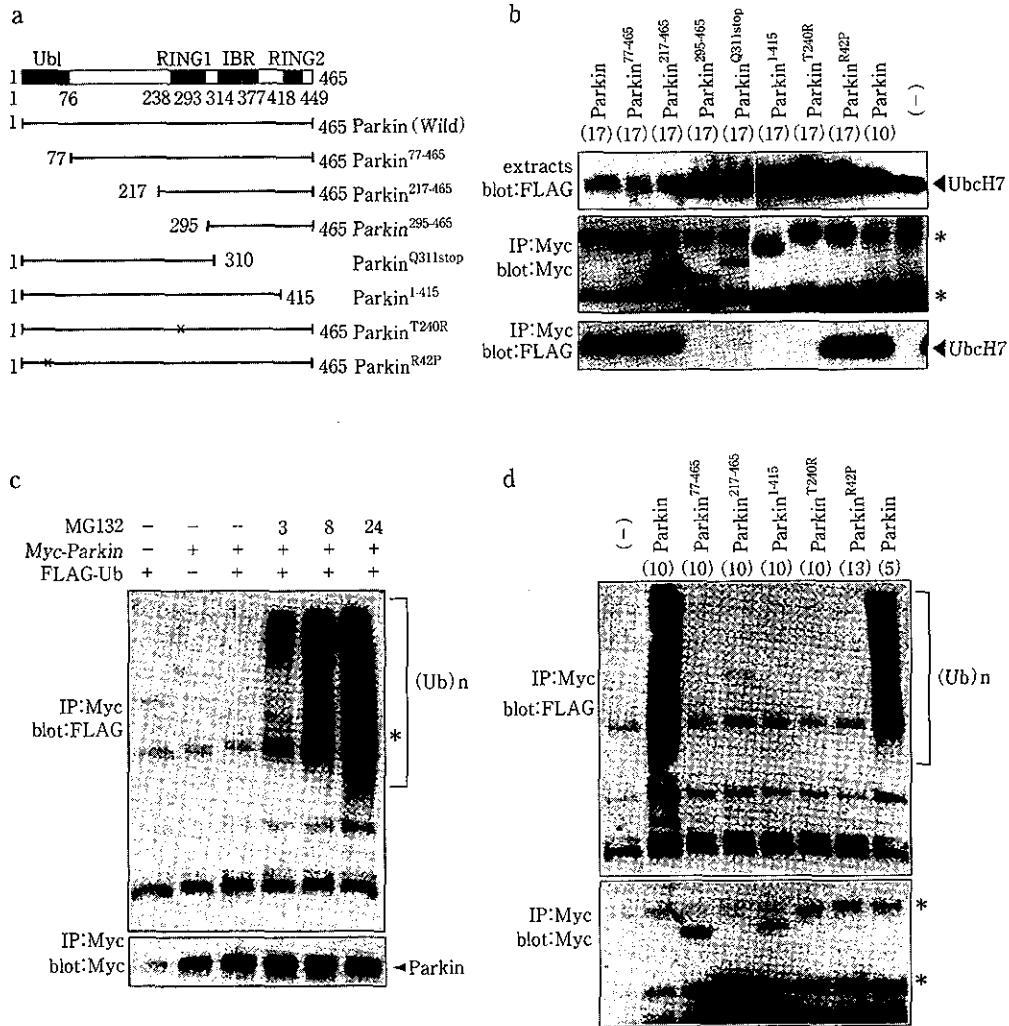 a
Ubl RING1 IBR RING2
1 465
1 76 238 293 314 377 418 449
1 465 Parkin (Wild)
77 465 Parkin77-465
217 465 Parkin217-465
295 465 Parkin295-465
1 310 ParkinQ311stop
1 415 Parkin1-415
1 × 465 ParkinT240R
1 × 465 ParkinR42P
b
Parkin Parkin77-465 Parkin217-465 Parkin295-465 ParkinQ311stop Parkin1-415 ParkinT240R ParkinR42P Parkin (-)
(17) (17) (17) (17) (17) (17) (17) (17) (10)
extracts
blot:FLAG
UbcH7
IP:Myc
blot:Myc
*
*
IP:Myc
blot:FLAG
UbcH7
c
MG132 - - - 3 8 24
Myc-Parkin - + + + + +
FLAG-Ub + - + + + +
IP:Myc
blot:FLAG
(Ub)n
*
IP:Myc
blot:Myc
Parkin
d
(-) Parkin Parkin77-465 Parkin217-465 Parkin1-415 ParkinT240R ParkinR42P Parkin
(10) (10) (10) (10) (10) (13) (5)
IP:Myc
blot:FLAG
(Ub)n
IP:Myc
blot:Myc
*
*